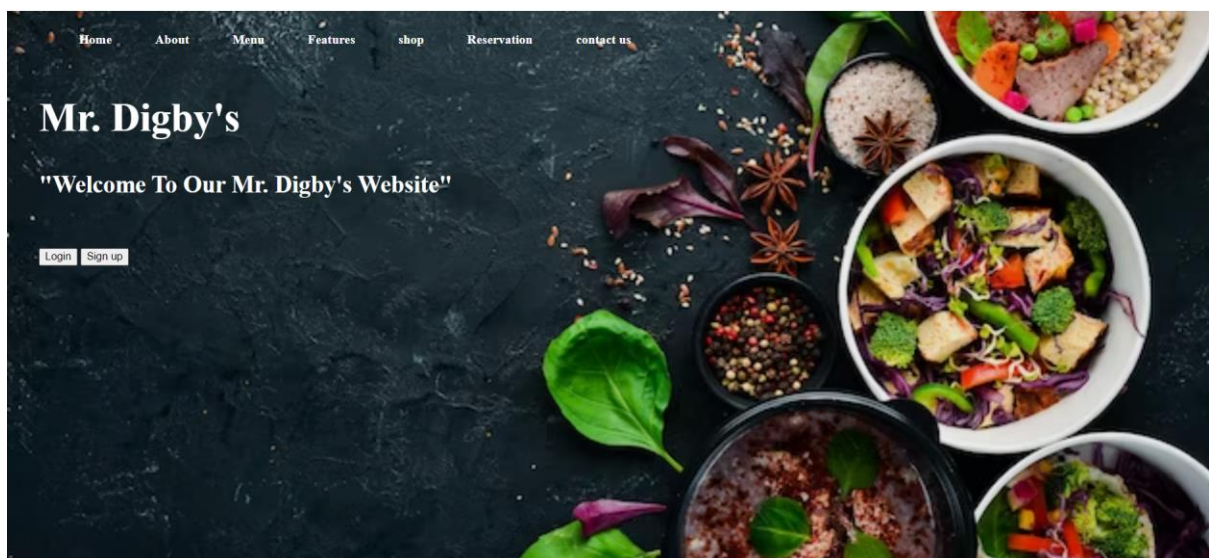 Home About Menu Features shop Reservation contact us
Mr. Digby's
"Welcome To Our Mr. Digby's Website"
Login Sign up